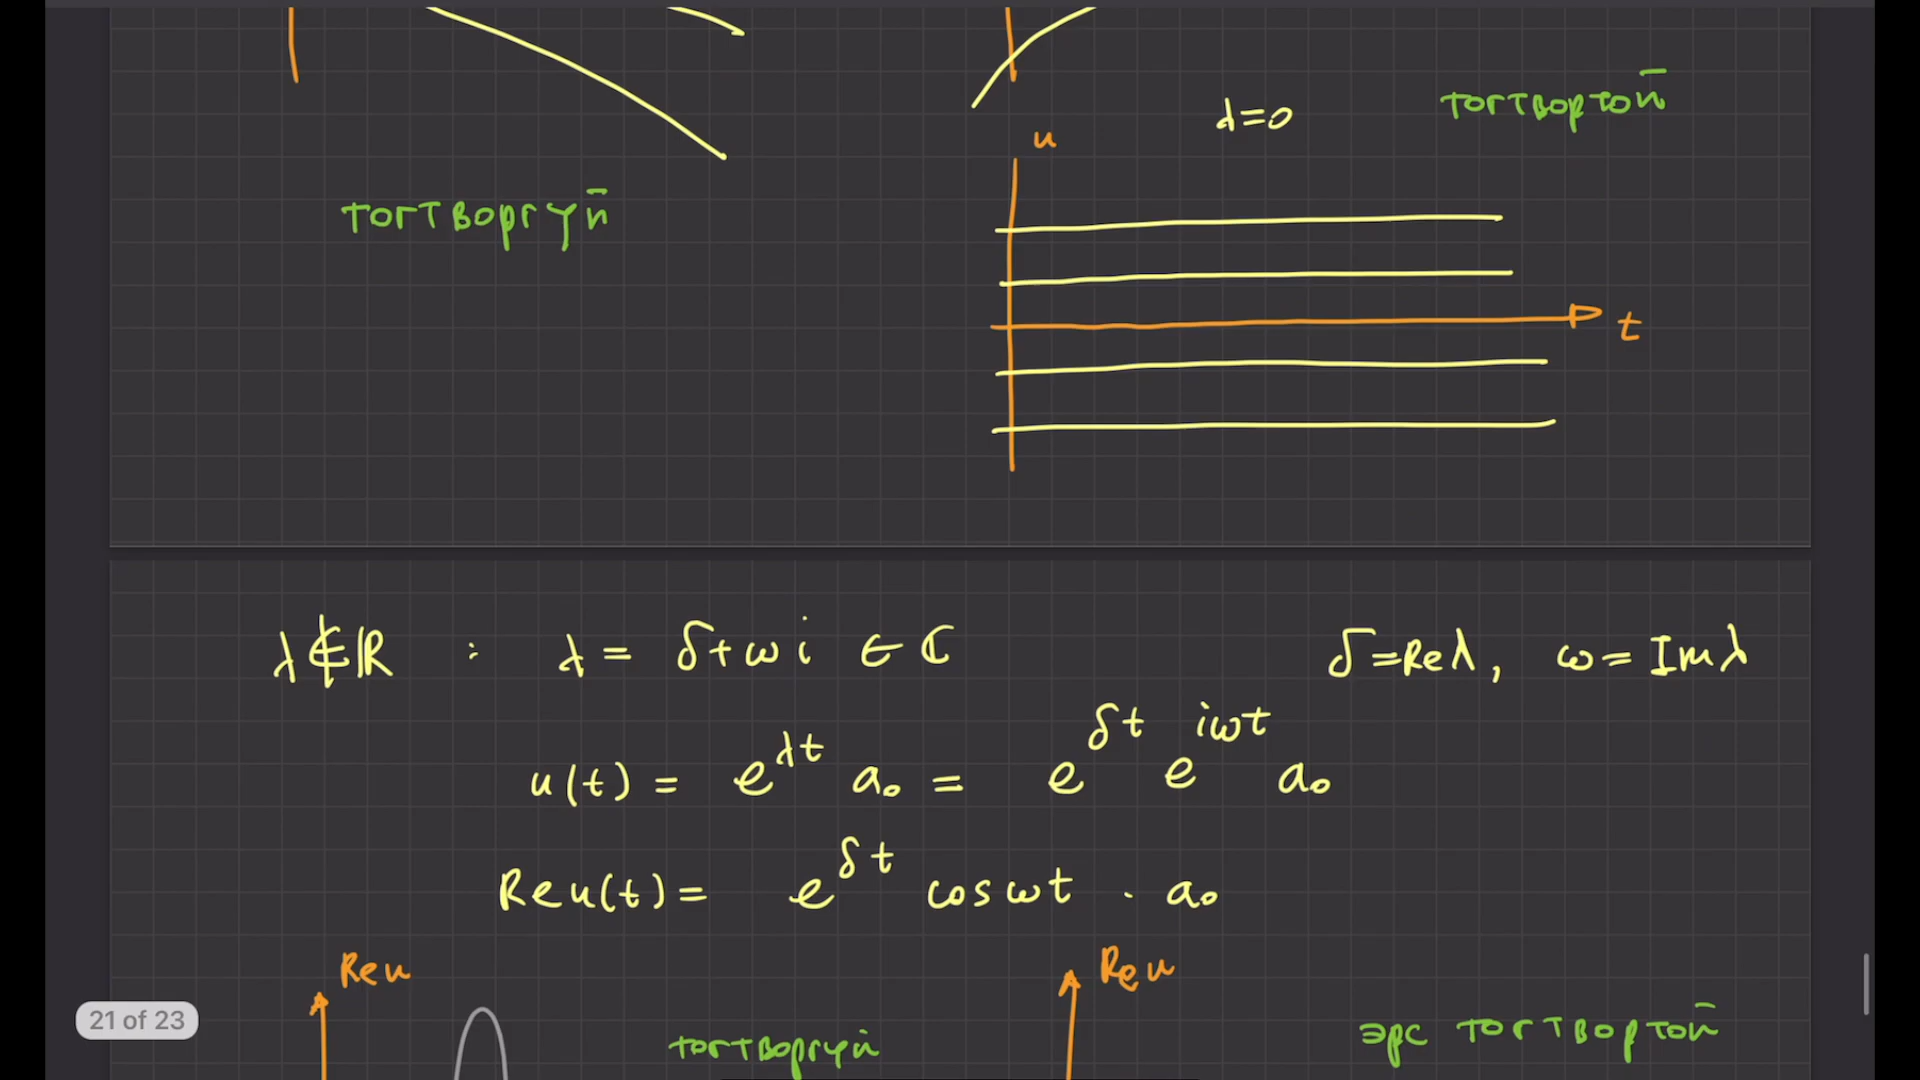 λ=0
тогтвортой
u
тогтворгүй
t
λ∉ℝ : λ = δ+ωi ∈ ℂ δ=Reλ, ω=Imλ
u(t) = e^{λt} a₀ = e^{δt} e^{iωt} a₀
Re u(t) = e^{δt} cos ωt · a₀
Re u
Re u
21 of 23
тогтворгүй
эрс тогтвортой